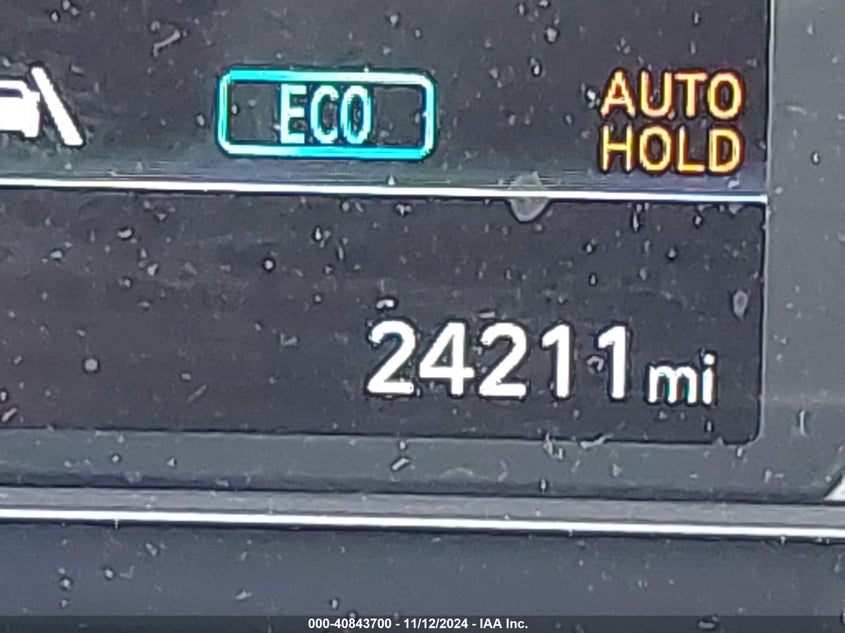 ECO
AUTO
HOLD
24211 mi
000-40843700 - 11/12/2024 - IAA Inc.